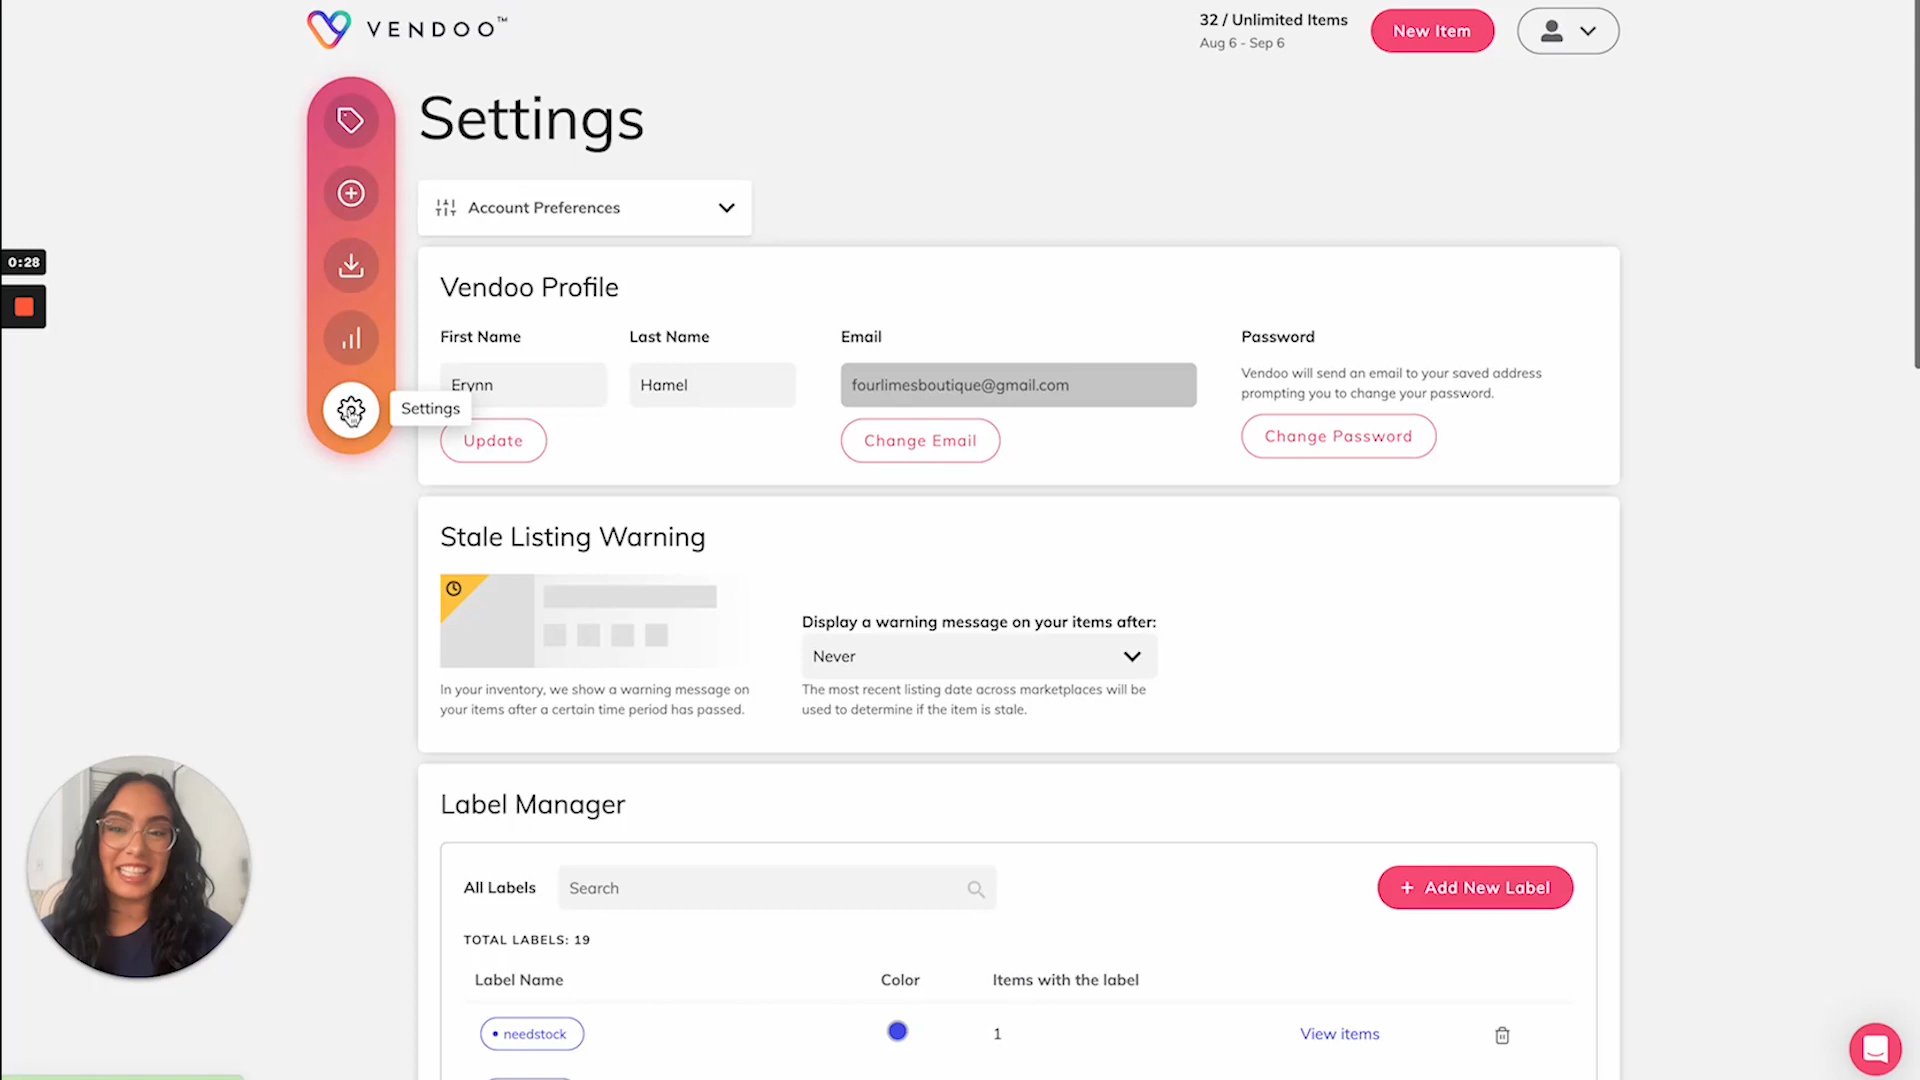 VENDOO™
32 / Unlimited Items
Aug 6 - Sep 6
New Item
Settings
Account Preferences
0:28
Vendoo Profile
First Name
Last Name
Email
Password
Erynn
Hamel
fourlimesboutique@gmail.com
Vendoo will send an email to your saved address
prompting you to change your password.
Settings
Update
Change Email
Change Password
Stale Listing Warning
Display a warning message on your items after:
Never
In your inventory, we show a warning message on
your items after a certain time period has passed.
The most recent listing date across marketplaces will be
used to determine if the item is stale.
Label Manager
All Labels
Search
+ Add New Label
TOTAL LABELS: 19
Label Name
Color
Items with the label
• needstock
1
View items